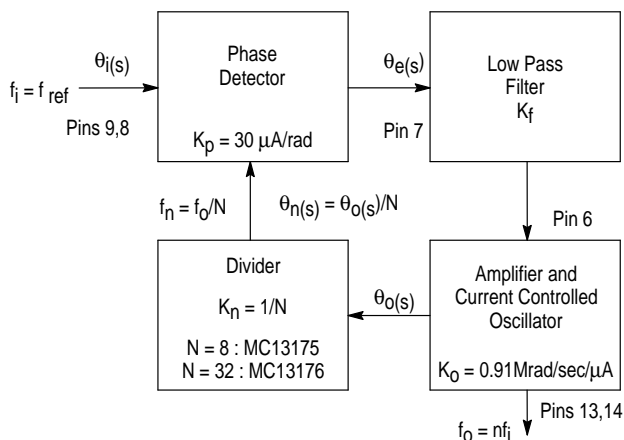 Phase
Detector
Kp = 30 μA/rad
Low Pass
Filter
Kf
θi(s)
fi = f ref
Pins 9,8
θe(s)
Pin 7
fn = fo/N
θn(s) = θo(s)/N
Pin 6
Divider
Kn = 1/N
N = 8 : MC13175
N = 32 : MC13176
θo(s)
Amplifier and
Current Controlled
Oscillator
Ko = 0.91Mrad/sec/μA
Pins 13,14
fo = nfi